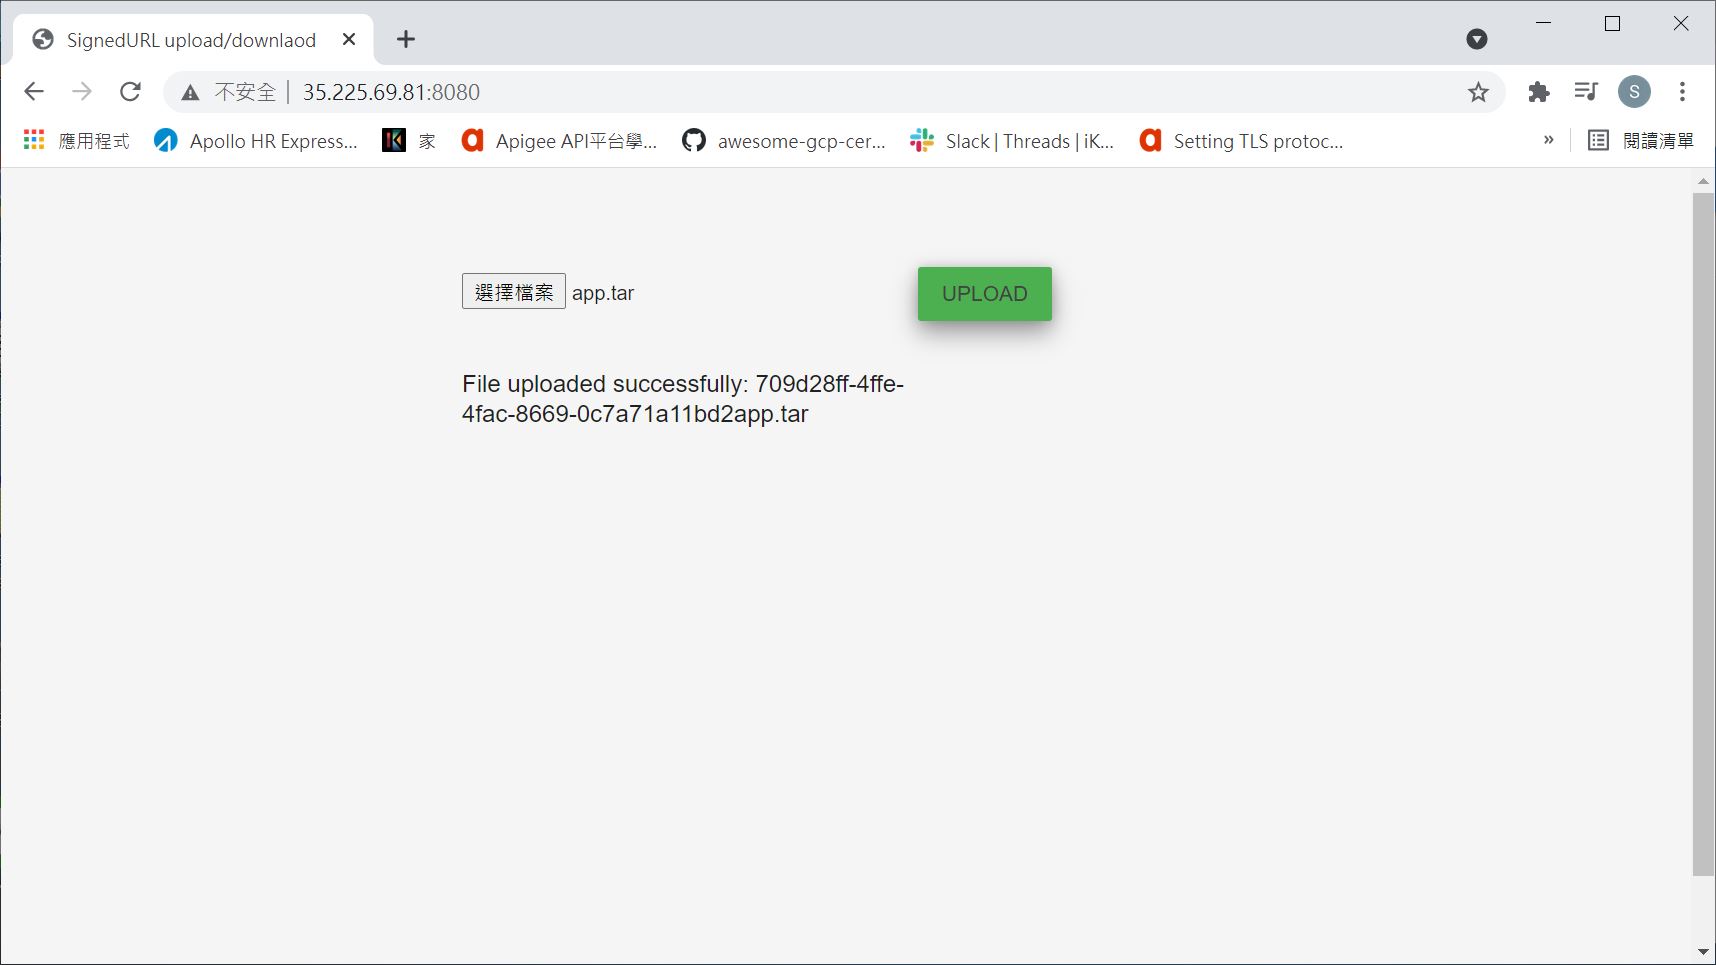 SignedURL upload/downlaod
不安全 | 35.225.69.81:8080
應用程式 Apollo HR Express... 家 Apigee API平台學... awesome-gcp-cer... Slack | Threads | iK... Setting TLS protoc... » 閱讀清單
S
選擇檔案 app.tar UPLOAD
File uploaded successfully: 709d28ff-4ffe-
4fac-8669-0c7a71a11bd2app.tar